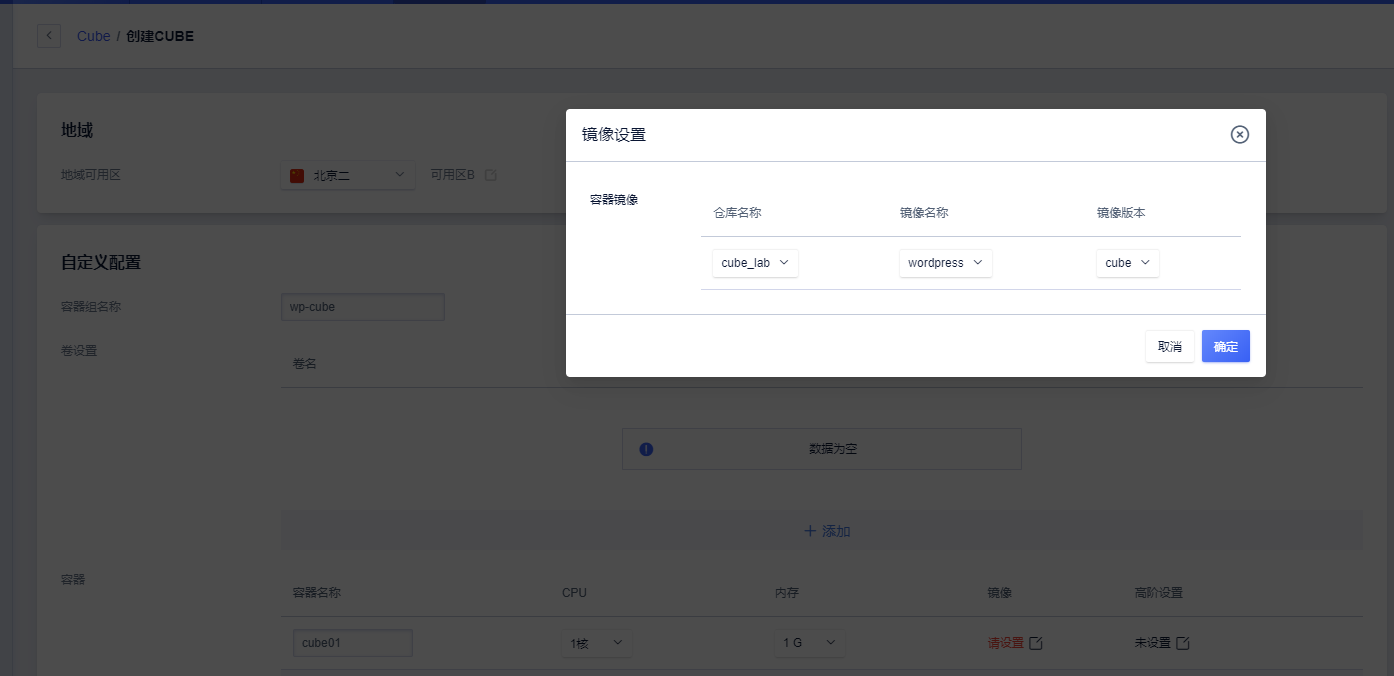 Cube / 创建CUBE
地域
地域可用区 北京二 可用区B
自定义配置
容器组名称 wp-cube
卷设置
卷名
数据为空
添加
容器
容器名称 CPU 内存 镜像 高阶设置
cube01 1核 1 G 请设置 未设置
镜像设置
容器镜像
仓库名称 镜像名称 镜像版本
cube_lab wordpress cube
取消 确定